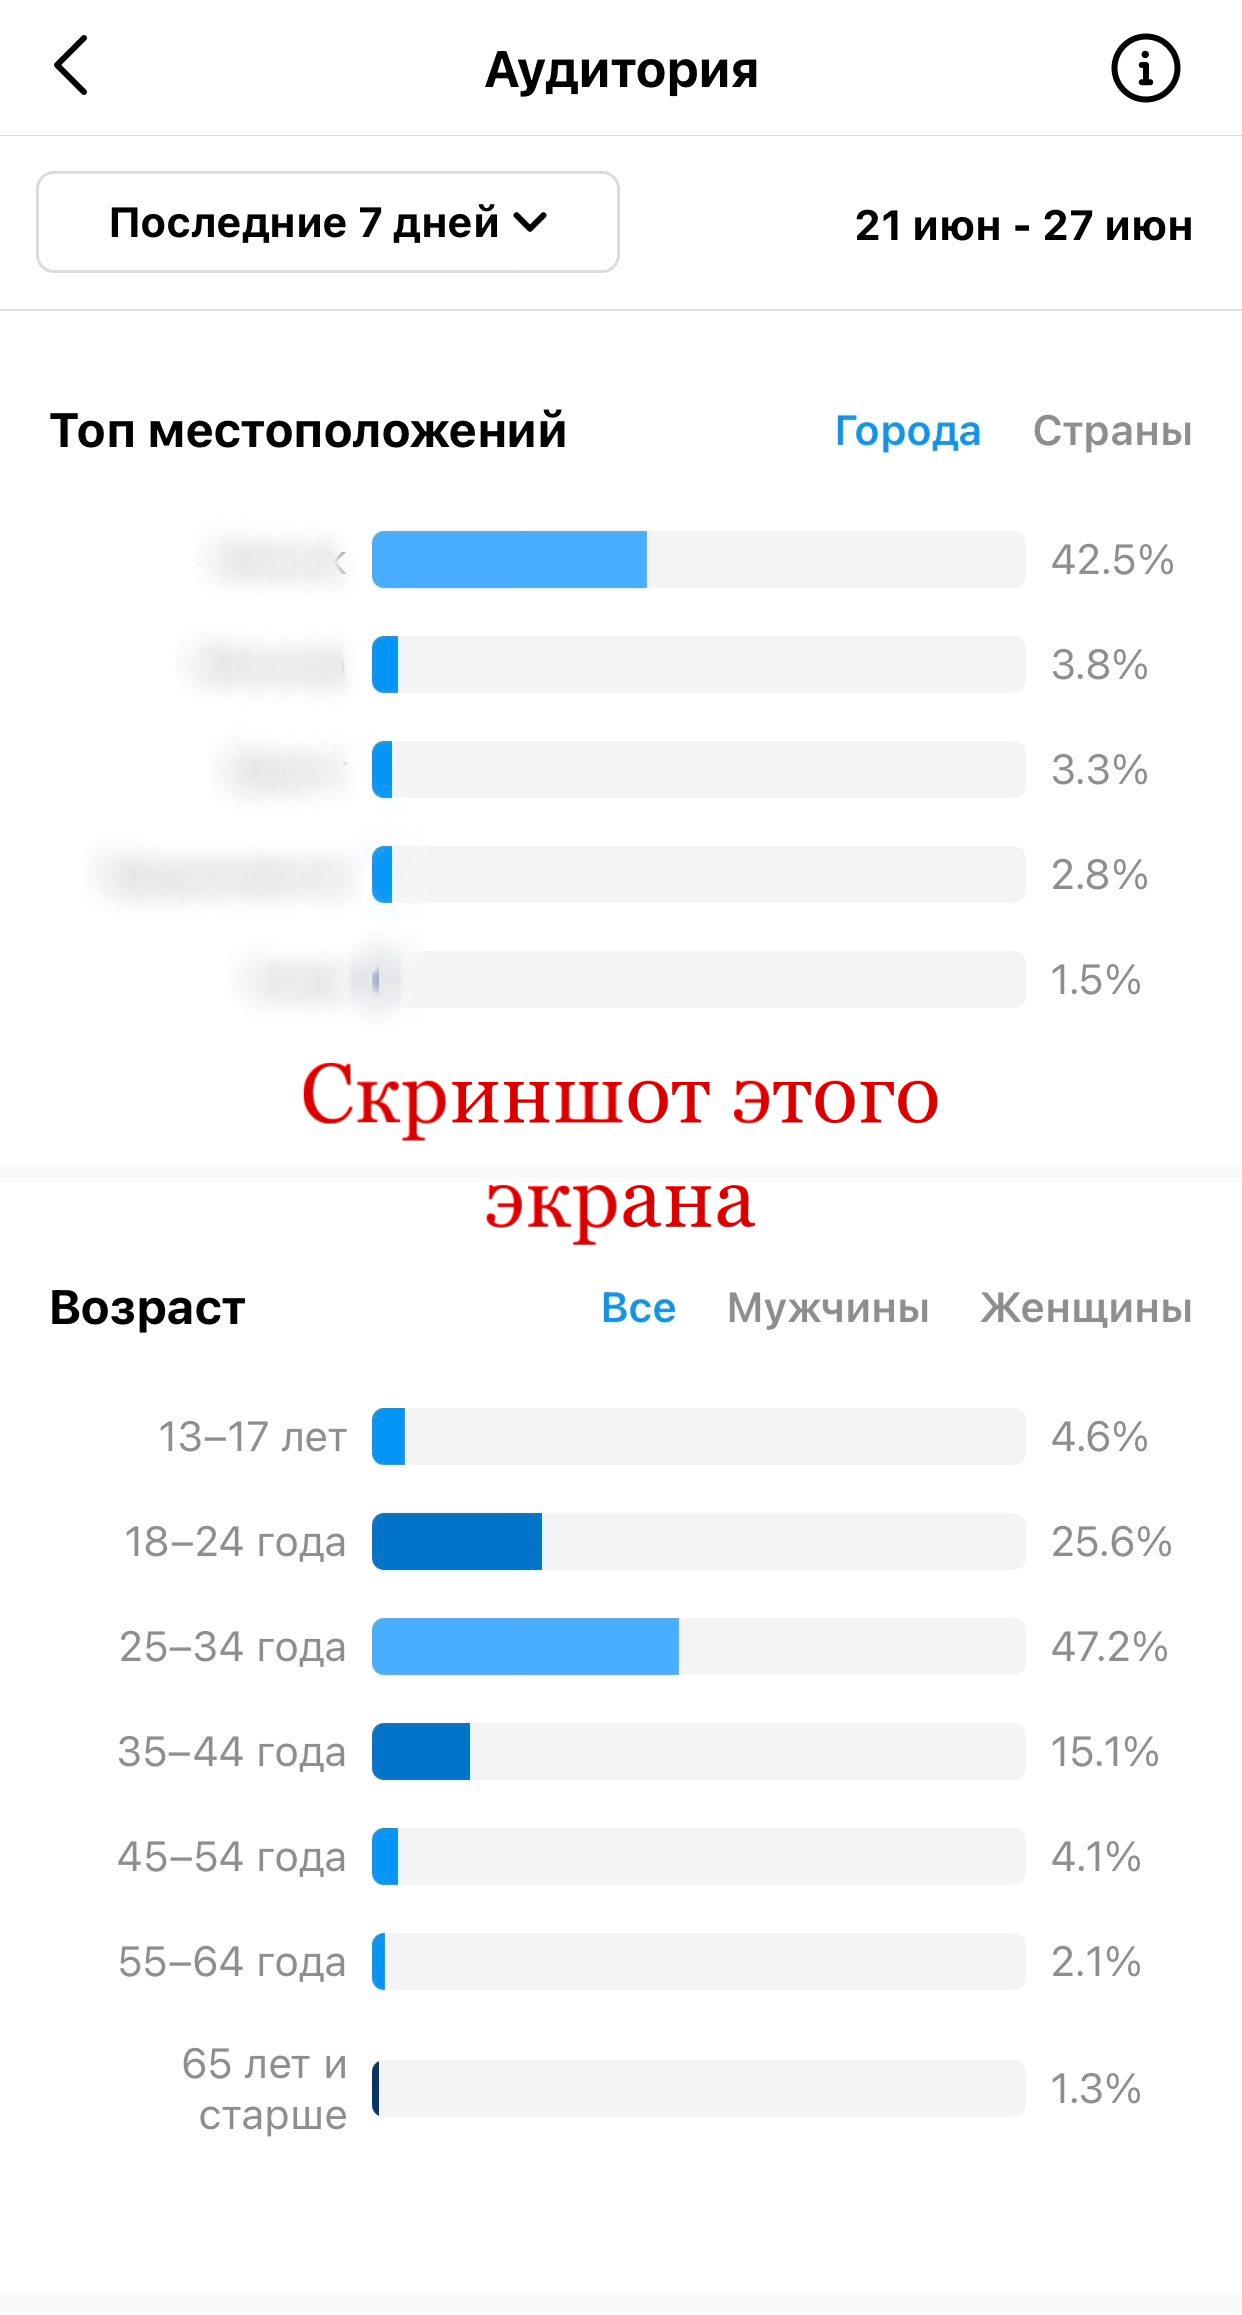 Аудитория
Последние 7 дней
21 июн - 27 июн
Топ местоположений
Города Страны
42.5%
3.8%
3.3%
2.8%
1.5%
Скриншот этого
экрана
Возраст
Все Мужчины Женщины
13–17 лет 4.6%
18–24 года 25.6%
25–34 года 47.2%
35–44 года 15.1%
45–54 года 4.1%
55–64 года 2.1%
65 лет и
старше
1.3%